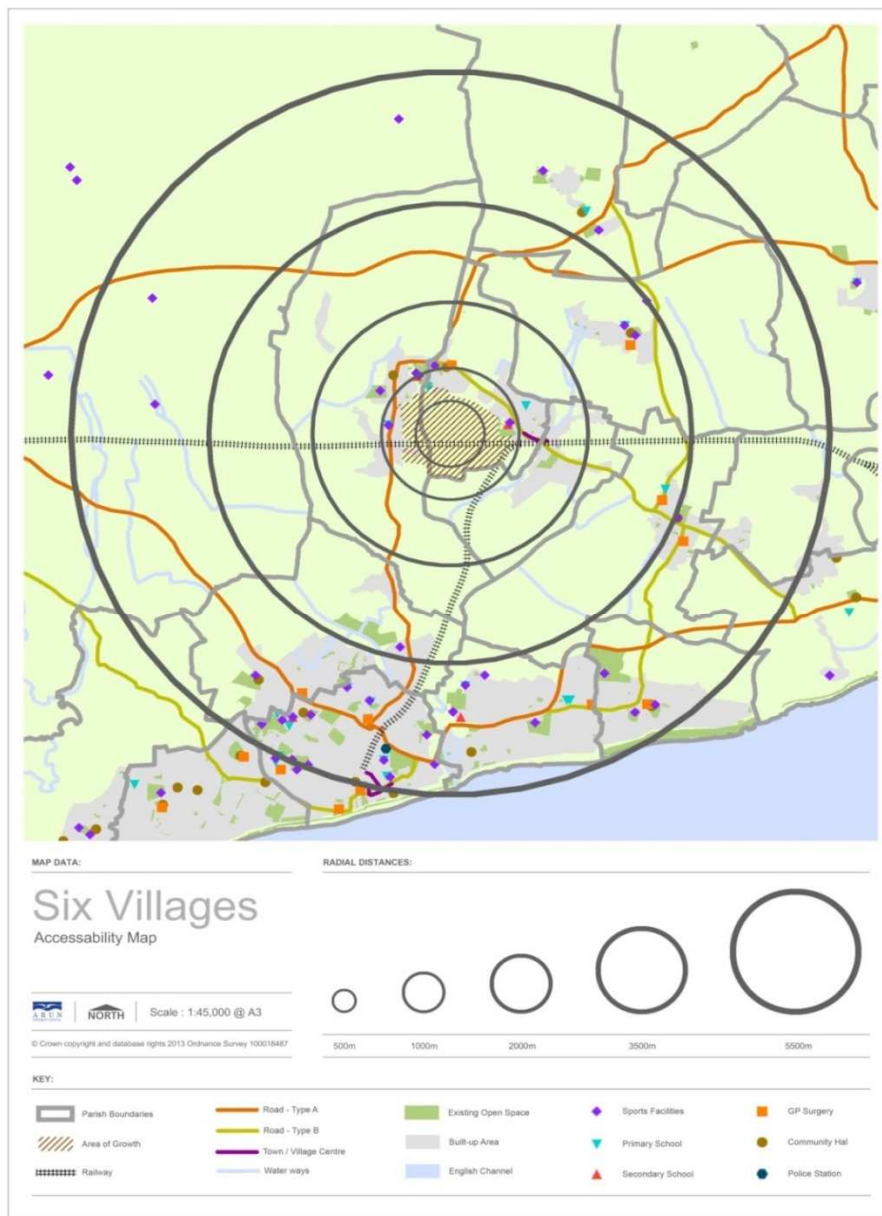 MAP DATA:
Six Villages
Accessability Map
ARUN
NORTH
Scale : 1:45,000 @ A3
© Crown copyright and database rights 2013 Ordnance Survey 100018487
RADIAL DISTANCES:
500m
1000m
2000m
3500m
5500m
KEY:
Parish Boundaries
Area of Growth
Railway
Road - Type A
Road - Type B
Town / Village Centre
Water ways
Existing Open Space
Built-up Area
English Channel
Sports Facilities
Primary School
Secondary School
GP Surgery
Community Hal
Police Station